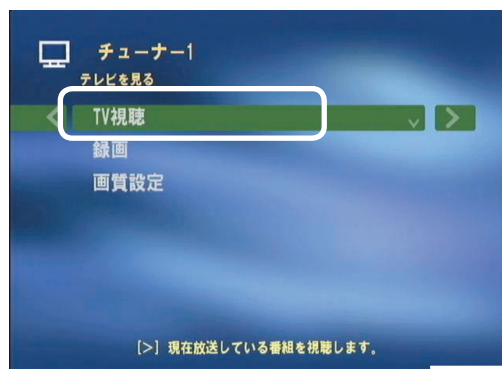 チューナー1
テレビを見る
TV視聴
録画
画質設定
[>] 現在放送している番組を視聴します。